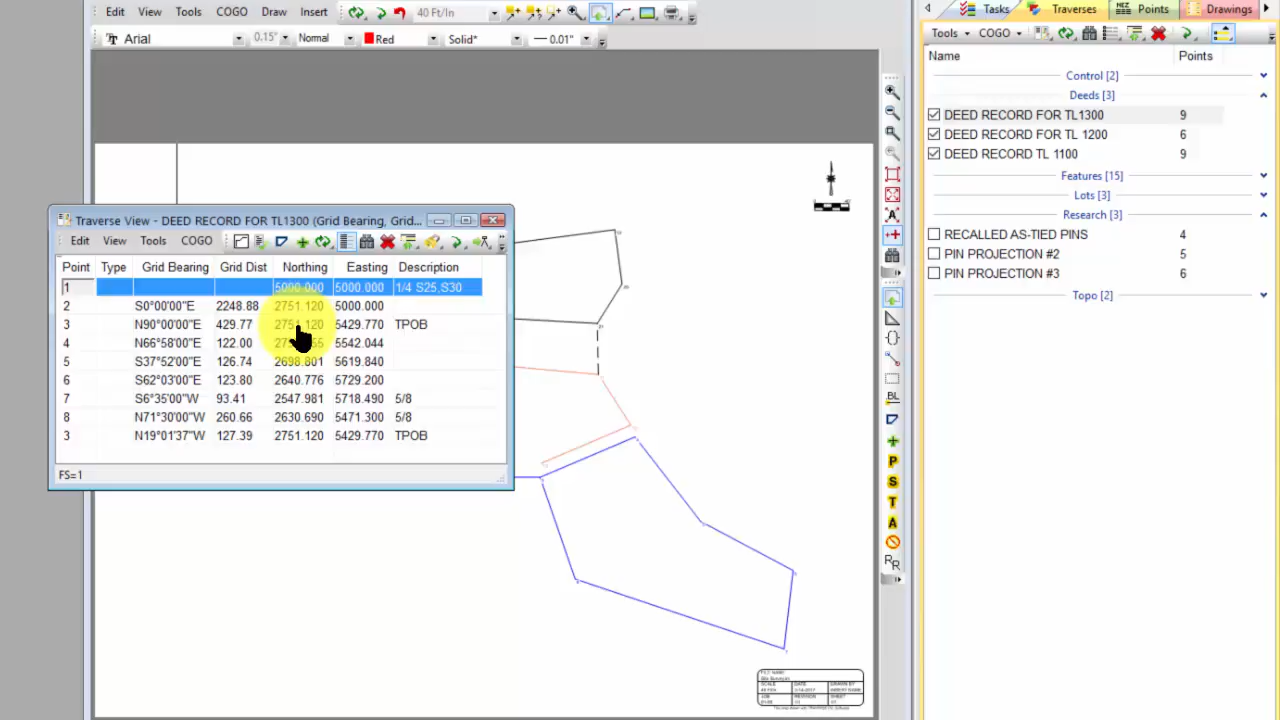 Edit View Tools COGO Draw Insert 40 Ft/In
Arial 0.15" Normal Red Solid* 0.01"
Tasks Traverses Points Drawings
Tools COGO
Name Points
Control [2]
Deeds [3]
DEED RECORD FOR TL1300 9
DEED RECORD FOR TL 1200 6
DEED RECORD TL 1100 9
Features [15]
Lots [3]
Research [3]
RECALLED AS-TIED PINS 4
PIN PROJECTION #2 5
PIN PROJECTION #3 6
Topo [2]
Traverse View - DEED RECORD FOR TL1300 (Grid Bearing, Grid...
Edit View Tools COGO
Point Type Grid Bearing Grid Dist Northing Easting Description
1 5000.000 5000.000 1/4 S25,S30
2 S0°00'00"E 2248.88 2751.120 5000.000
3 N90°00'00"E 429.77 2751.120 5429.770 TPOB
4 N66°58'00"E 122.00 5542.044
5 S37°52'00"E 126.74 2698.801 5619.840
6 S62°03'00"E 123.80 2640.776 5729.200
7 S6°35'00"W 93.41 2547.981 5718.490 5/8
8 N71°30'00"W 260.66 2630.690 5471.300 5/8
3 N19°01'37"W 127.39 2751.120 5429.770 TPOB
FS=1
A
BL
P
S
T
A
RR
SCALE DATE